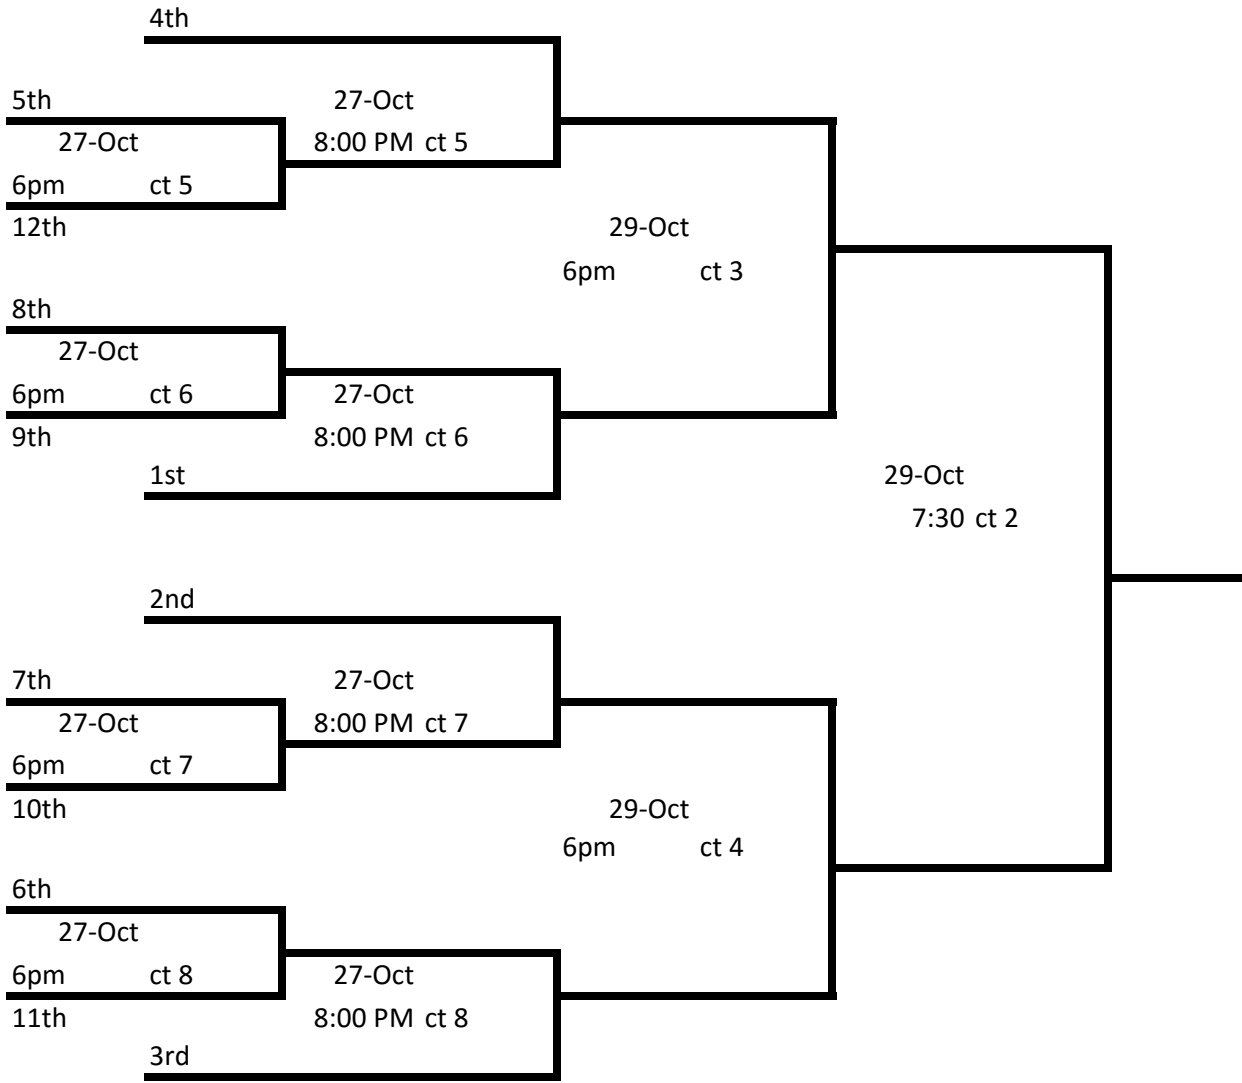 4th
5th
27-Oct
27-Oct
8:00 PM ct 5
6pm ct 5
12th
29-Oct
6pm ct 3
8th
27-Oct
6pm ct 6
27-Oct
9th
8:00 PM ct 6
1st
29-Oct
7:30 ct 2
2nd
7th
27-Oct
27-Oct
8:00 PM ct 7
6pm ct 7
10th
29-Oct
6pm ct 4
6th
27-Oct
6pm ct 8
27-Oct
11th
8:00 PM ct 8
3rd